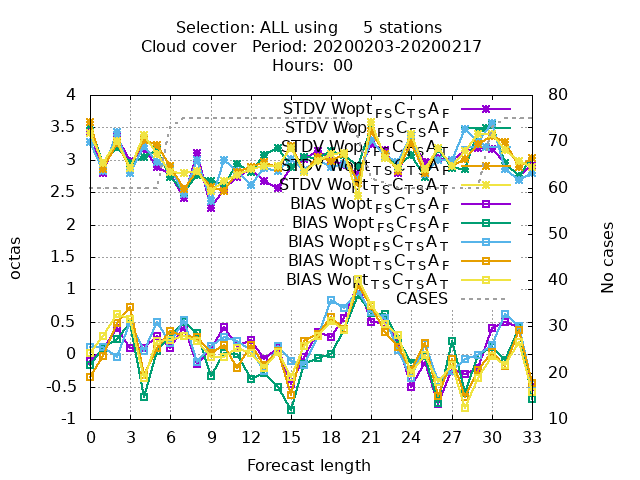 Selection: ALL using 5 stations
Cloud cover Period: 20200203-20200217
Hours: 00
octas
No cases
4
3.5
3
2.5
2
1.5
1
0.5
0
-0.5
-1
80
70
60
50
40
30
20
10
STDV Wopt FS C TS A F
STDV Wopt FS C FS A F
STDV Wopt FS C TS A T
STDV Wopt TS C TS A F
STDV Wopt TS C TS A T
BIAS Wopt FS C TS A F
BIAS Wopt FS C FS A F
BIAS Wopt FS C TS A T
BIAS Wopt TS C TS A F
BIAS Wopt TS C TS A T
CASES
0 3 6 9 12 15 18 21 24 27 30 33
Forecast length